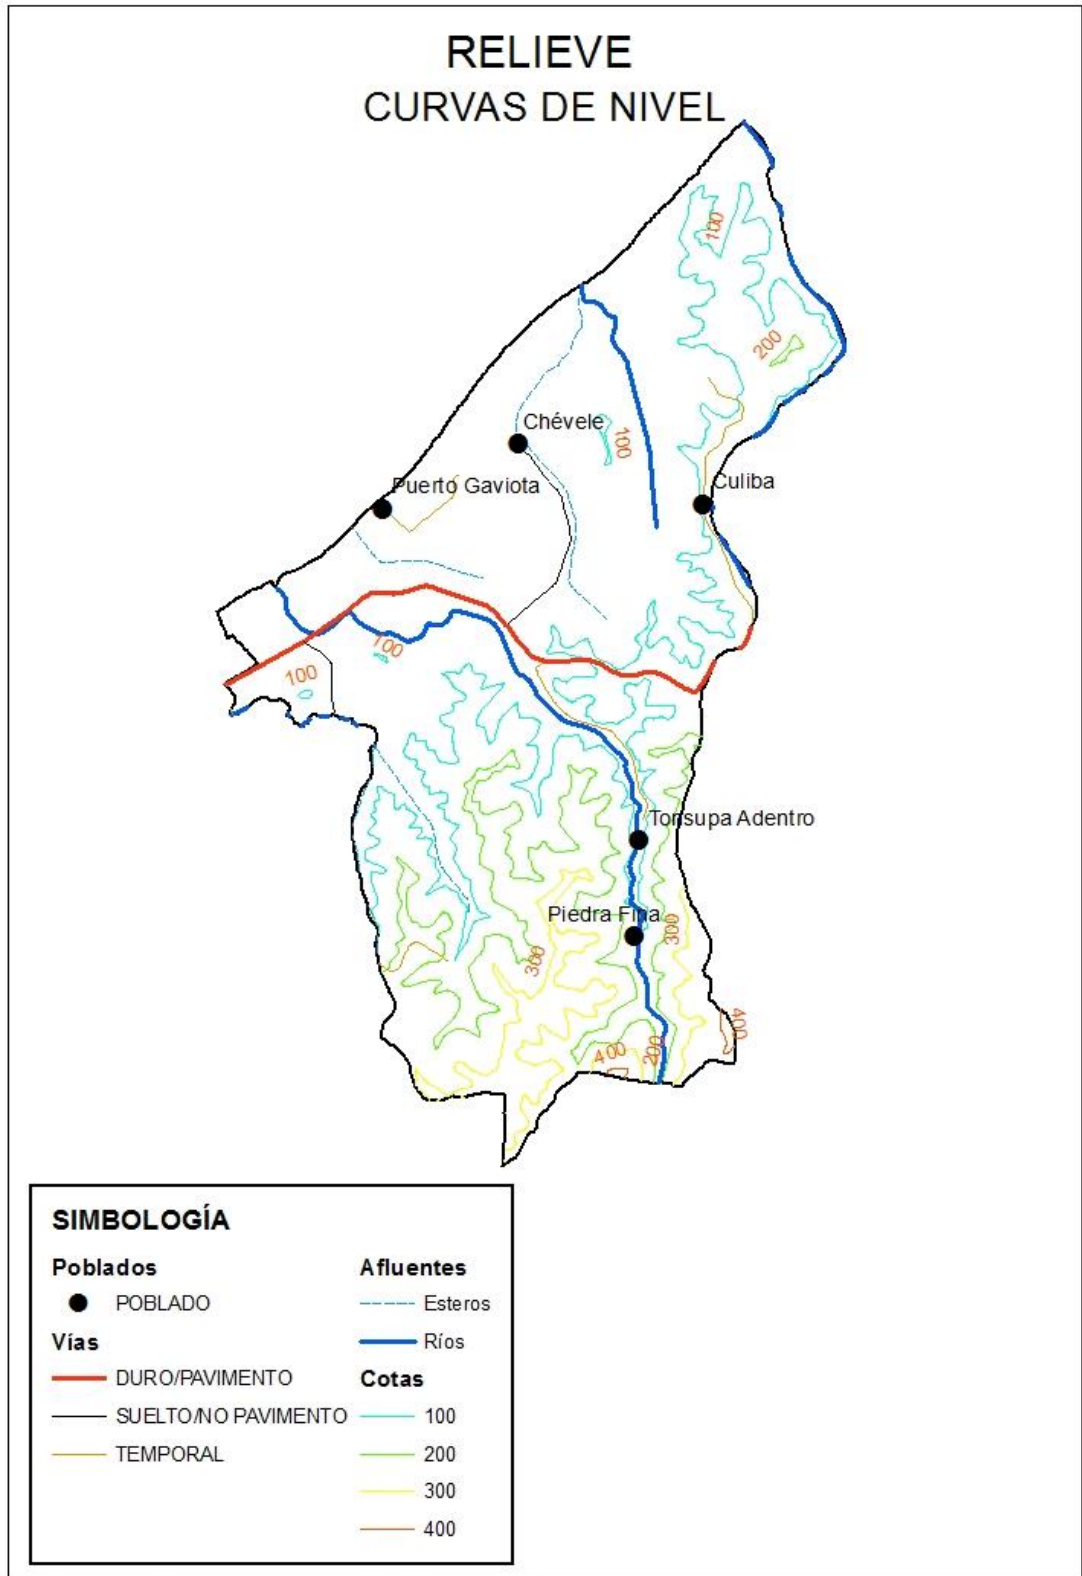 RELIEVE
CURVAS DE NIVEL
100
200
Chévele
100
Culiba
Puerto Gaviota
100
100
Tonsupa Adentro
Piedra Fina
300
300
400
400
200
SIMBOLOGÍA
Poblados
POBLADO
Vías
DURO/PAVIMENTO
SUELTO/NO PAVIMENTO
TEMPORAL
Afluentes
Esteros
Ríos
Cotas
100
200
300
400